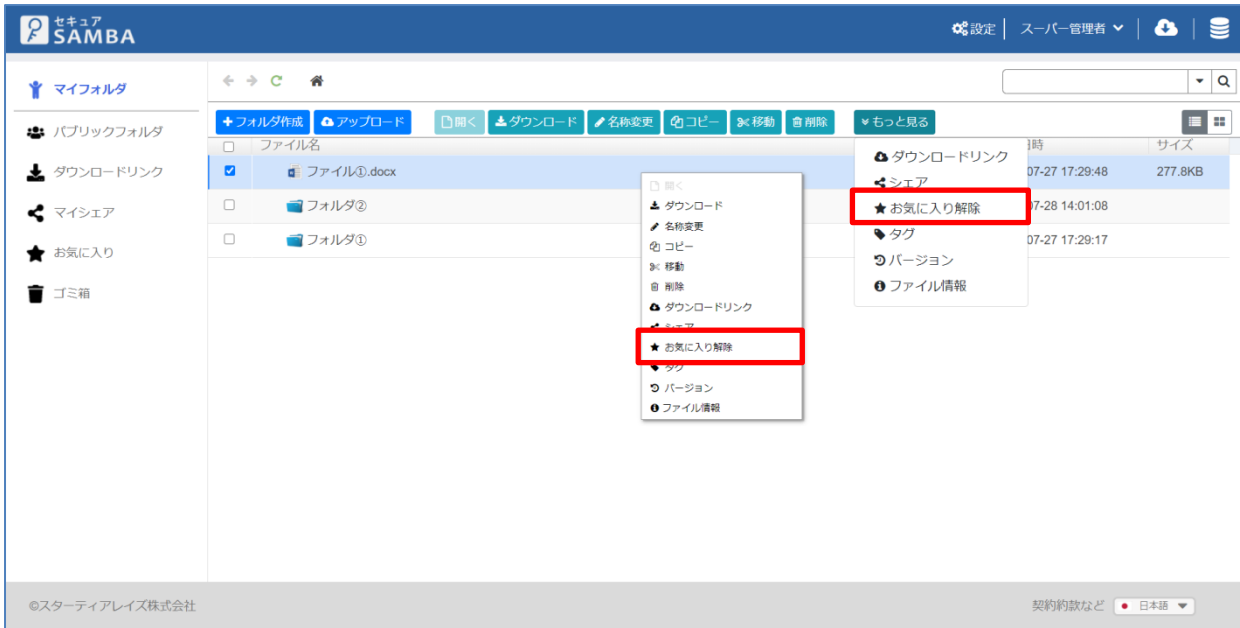 セキュア
SAMBA
設定 スーパー管理者
マイフォルダ
パブリックフォルダ
ダウンロードリンク
マイシェア
お気に入り
ゴミ箱
+フォルダ作成 アップロード 開く ダウンロード 名称変更 コピー 移動 削除 もっと見る
ファイル名 日時 サイズ
ファイル①.docx 07-27 17:29:48 277.8KB
フォルダ② 07-28 14:01:08
フォルダ① 07-27 17:29:17
開く
ダウンロード
名称変更
コピー
移動
削除
ダウンロードリンク
シェア
お気に入り解除
タグ
バージョン
ファイル情報
ダウンロードリンク
シェア
お気に入り解除
タグ
バージョン
ファイル情報
©スターティアレイズ株式会社 契約約款など 日本語